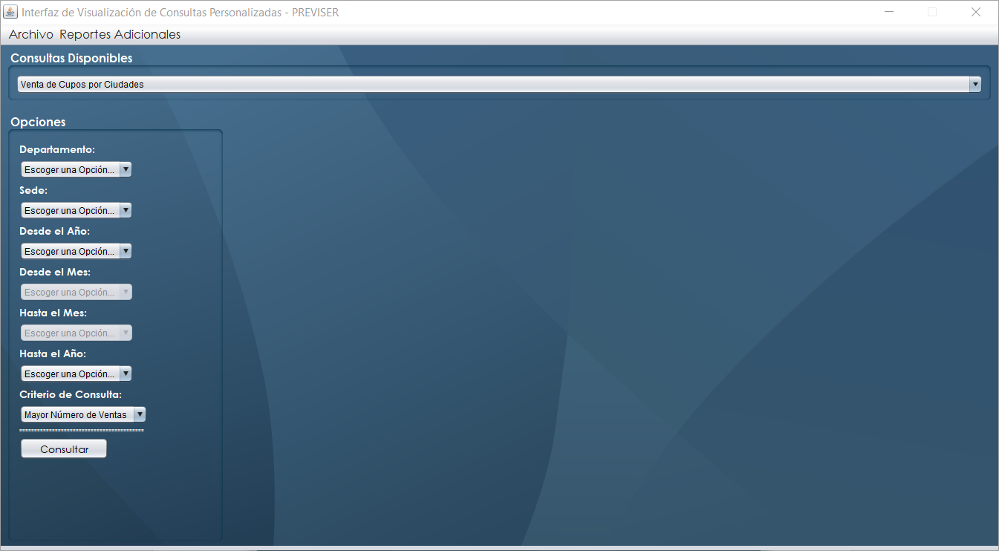 Interfaz de Visualización de Consultas Personalizadas - PREVISER
Archivo Reportes Adicionales
Consultas Disponibles
Venta de Cupos por Ciudades
Opciones
Departamento:
Escoger una Opción...
Sede:
Escoger una Opción...
Desde el Año:
Escoger una Opción...
Desde el Mes:
Escoger una Opción...
Hasta el Mes:
Escoger una Opción...
Hasta el Año:
Escoger una Opción...
Criterio de Consulta:
Mayor Número de Ventas
Consultar